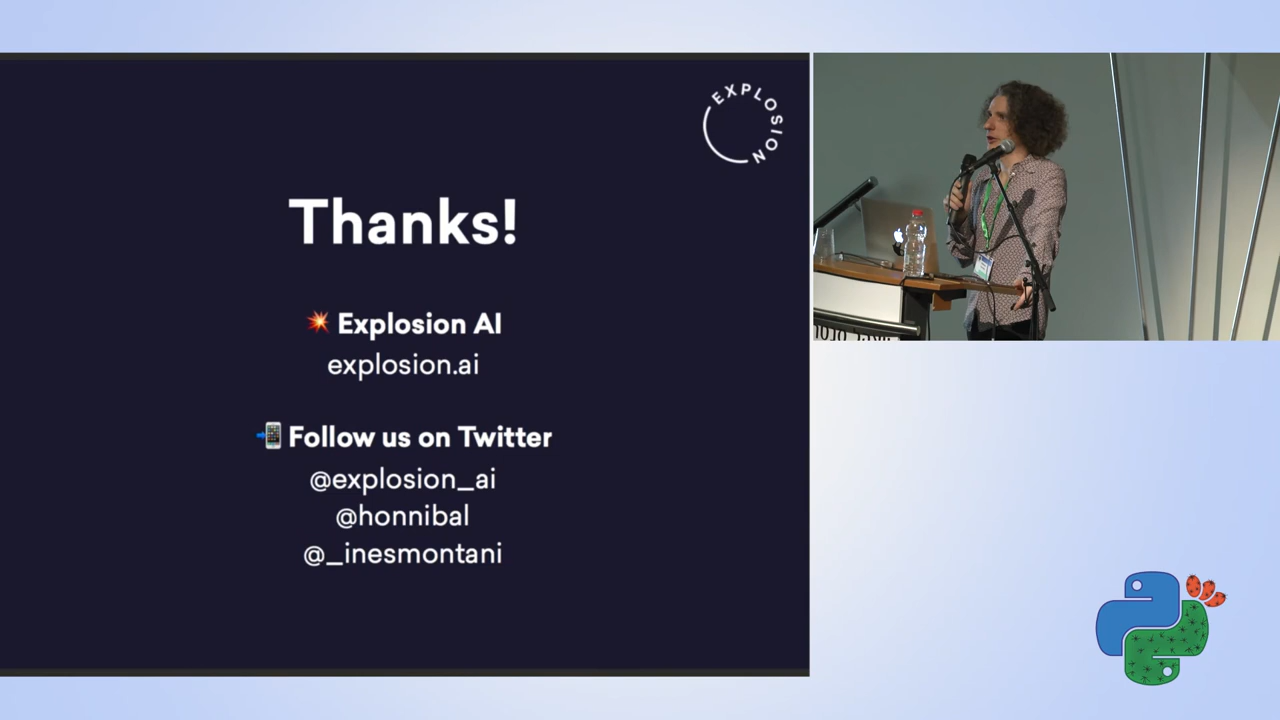 EXPLOSION
Thanks!
💥 Explosion AI
explosion.ai
📲 Follow us on Twitter
@explosion_ai
@honnibal
@_inesmontani